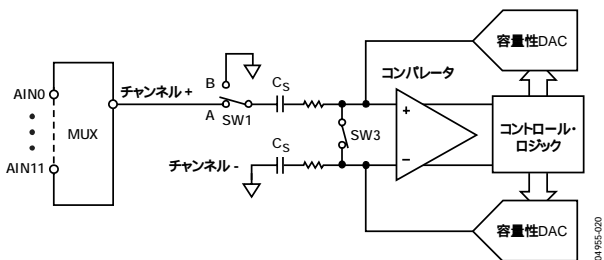 容量性DAC
コンパレータ
B
CS
チャンネル +
AIN0
A
SW1
MUX
SW3
+
コントロール・
ロジック
CS
AIN11
チャンネル -
−
容量性DAC
04955-020